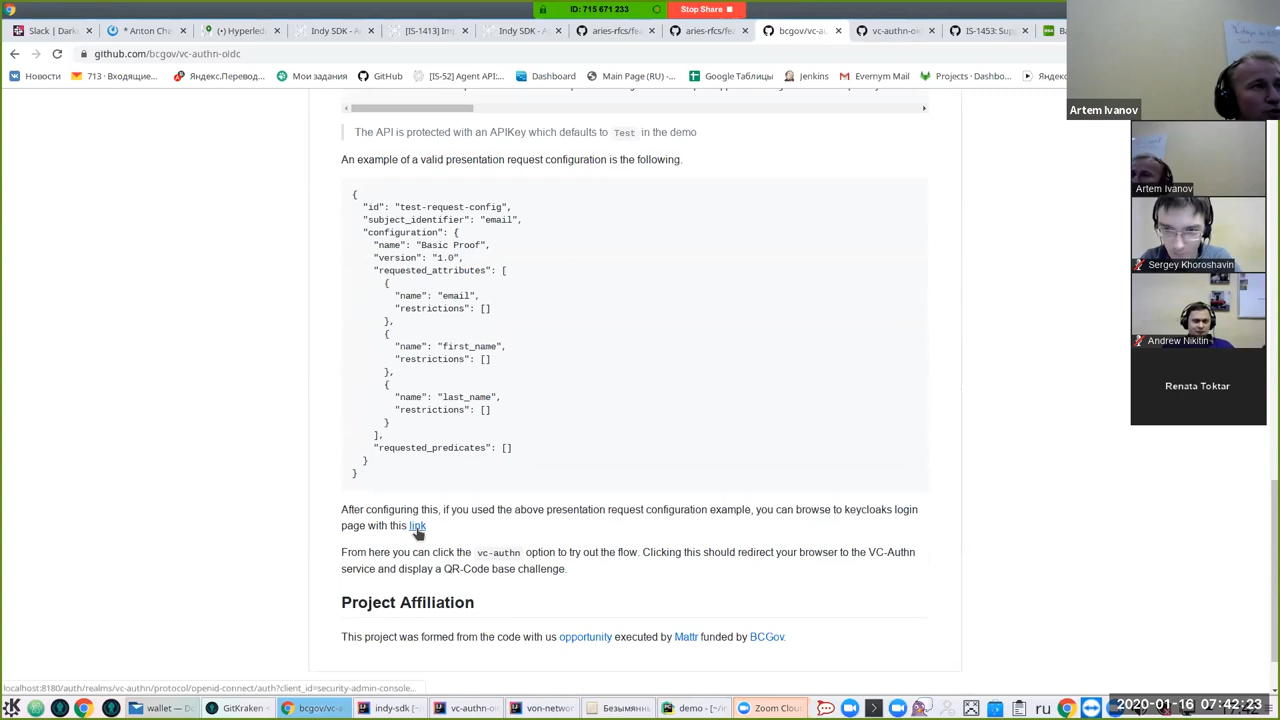 ID: 715 671 233
Stop Share
Slack | Dark
* Anton Che
(•) Hyperled
Indy SDK
[IS-1413] Imp
Indy SDK
aries-rfcs/fea
aries-rfcs/fea
bcgov/vc-a
vc-authn-o
IS-1453: Sup
github.com/bcgov/vc-authn-oidc
Новости
713 · Входящие...
Яндекс.Перевод...
Мои задания
GitHub
[IS-52] Agent API:...
Dashboard
Main Page (RU) -...
Google Таблицы
Jenkins
Evernym Mail
Projects · Dashbo...
The API is protected with an APIKey which defaults to Test in the demo
An example of a valid presentation request configuration is the following.
{
"id": "test-request-config",
"subject_identifier": "email",
"configuration": {
"name": "Basic Proof",
"version": "1.0",
"requested_attributes": [
{
"name": "email",
"restrictions": []
},
{
"name": "first_name",
"restrictions": []
},
{
"name": "last_name",
"restrictions": []
}
],
"requested_predicates": []
}
}
After configuring this, if you used the above presentation request configuration example, you can browse to keycloaks login
page with this link
From here you can click the vc-authn option to try out the flow. Clicking this should redirect your browser to the VC-Authn
service and display a QR-Code base challenge.
Project Affiliation
This project was formed from the code with us opportunity executed by Mattr funded by BCGov.
localhost:8180/auth/realms/vc-authn/protocol/openid-connect/auth?client_id=security-admin-console...
Artem Ivanov
Artem Ivanov
Sergey Khoroshavin
Andrew Nikitin
Renata Toktar
wallet — Do
GitKraken
bcgov/vc-a
indy-sdk [
vc-authn-o
von-netwo
Безымянн
demo - [~/
Zoom Clou
ru
2020-01-16 07:42:23